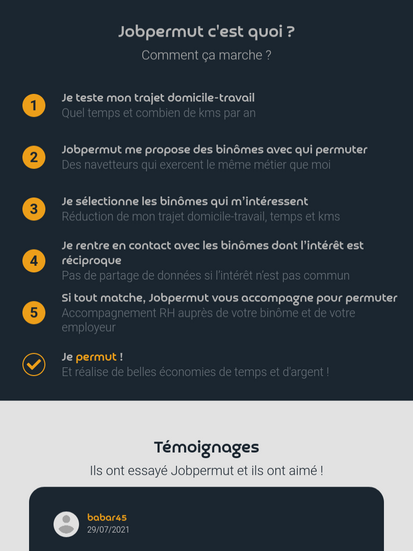 Jobpermut c'est quoi ?
Comment ça marche ?
1
Je teste mon trajet domicile-travail
Quel temps et combien de kms par an
2
Jobpermut me propose des binômes avec qui permuter
Des navetteurs qui exercent le même métier que moi
3
Je sélectionne les binômes qui m'intéressent
Réduction de mon trajet domicile-travail, temps et kms
4
Je rentre en contact avec les binômes dont l'intérêt est
réciproque
Pas de partage de données si l'intérêt n'est pas commun
5
Si tout matche, Jobpermut vous accompagne pour permuter
Accompagnement RH auprès de votre binôme et de votre
employeur
Je permut !
Et réalise de belles économies de temps et d'argent !
Témoignages
Ils ont essayé Jobpermut et ils ont aimé !
babar45
29/07/2021